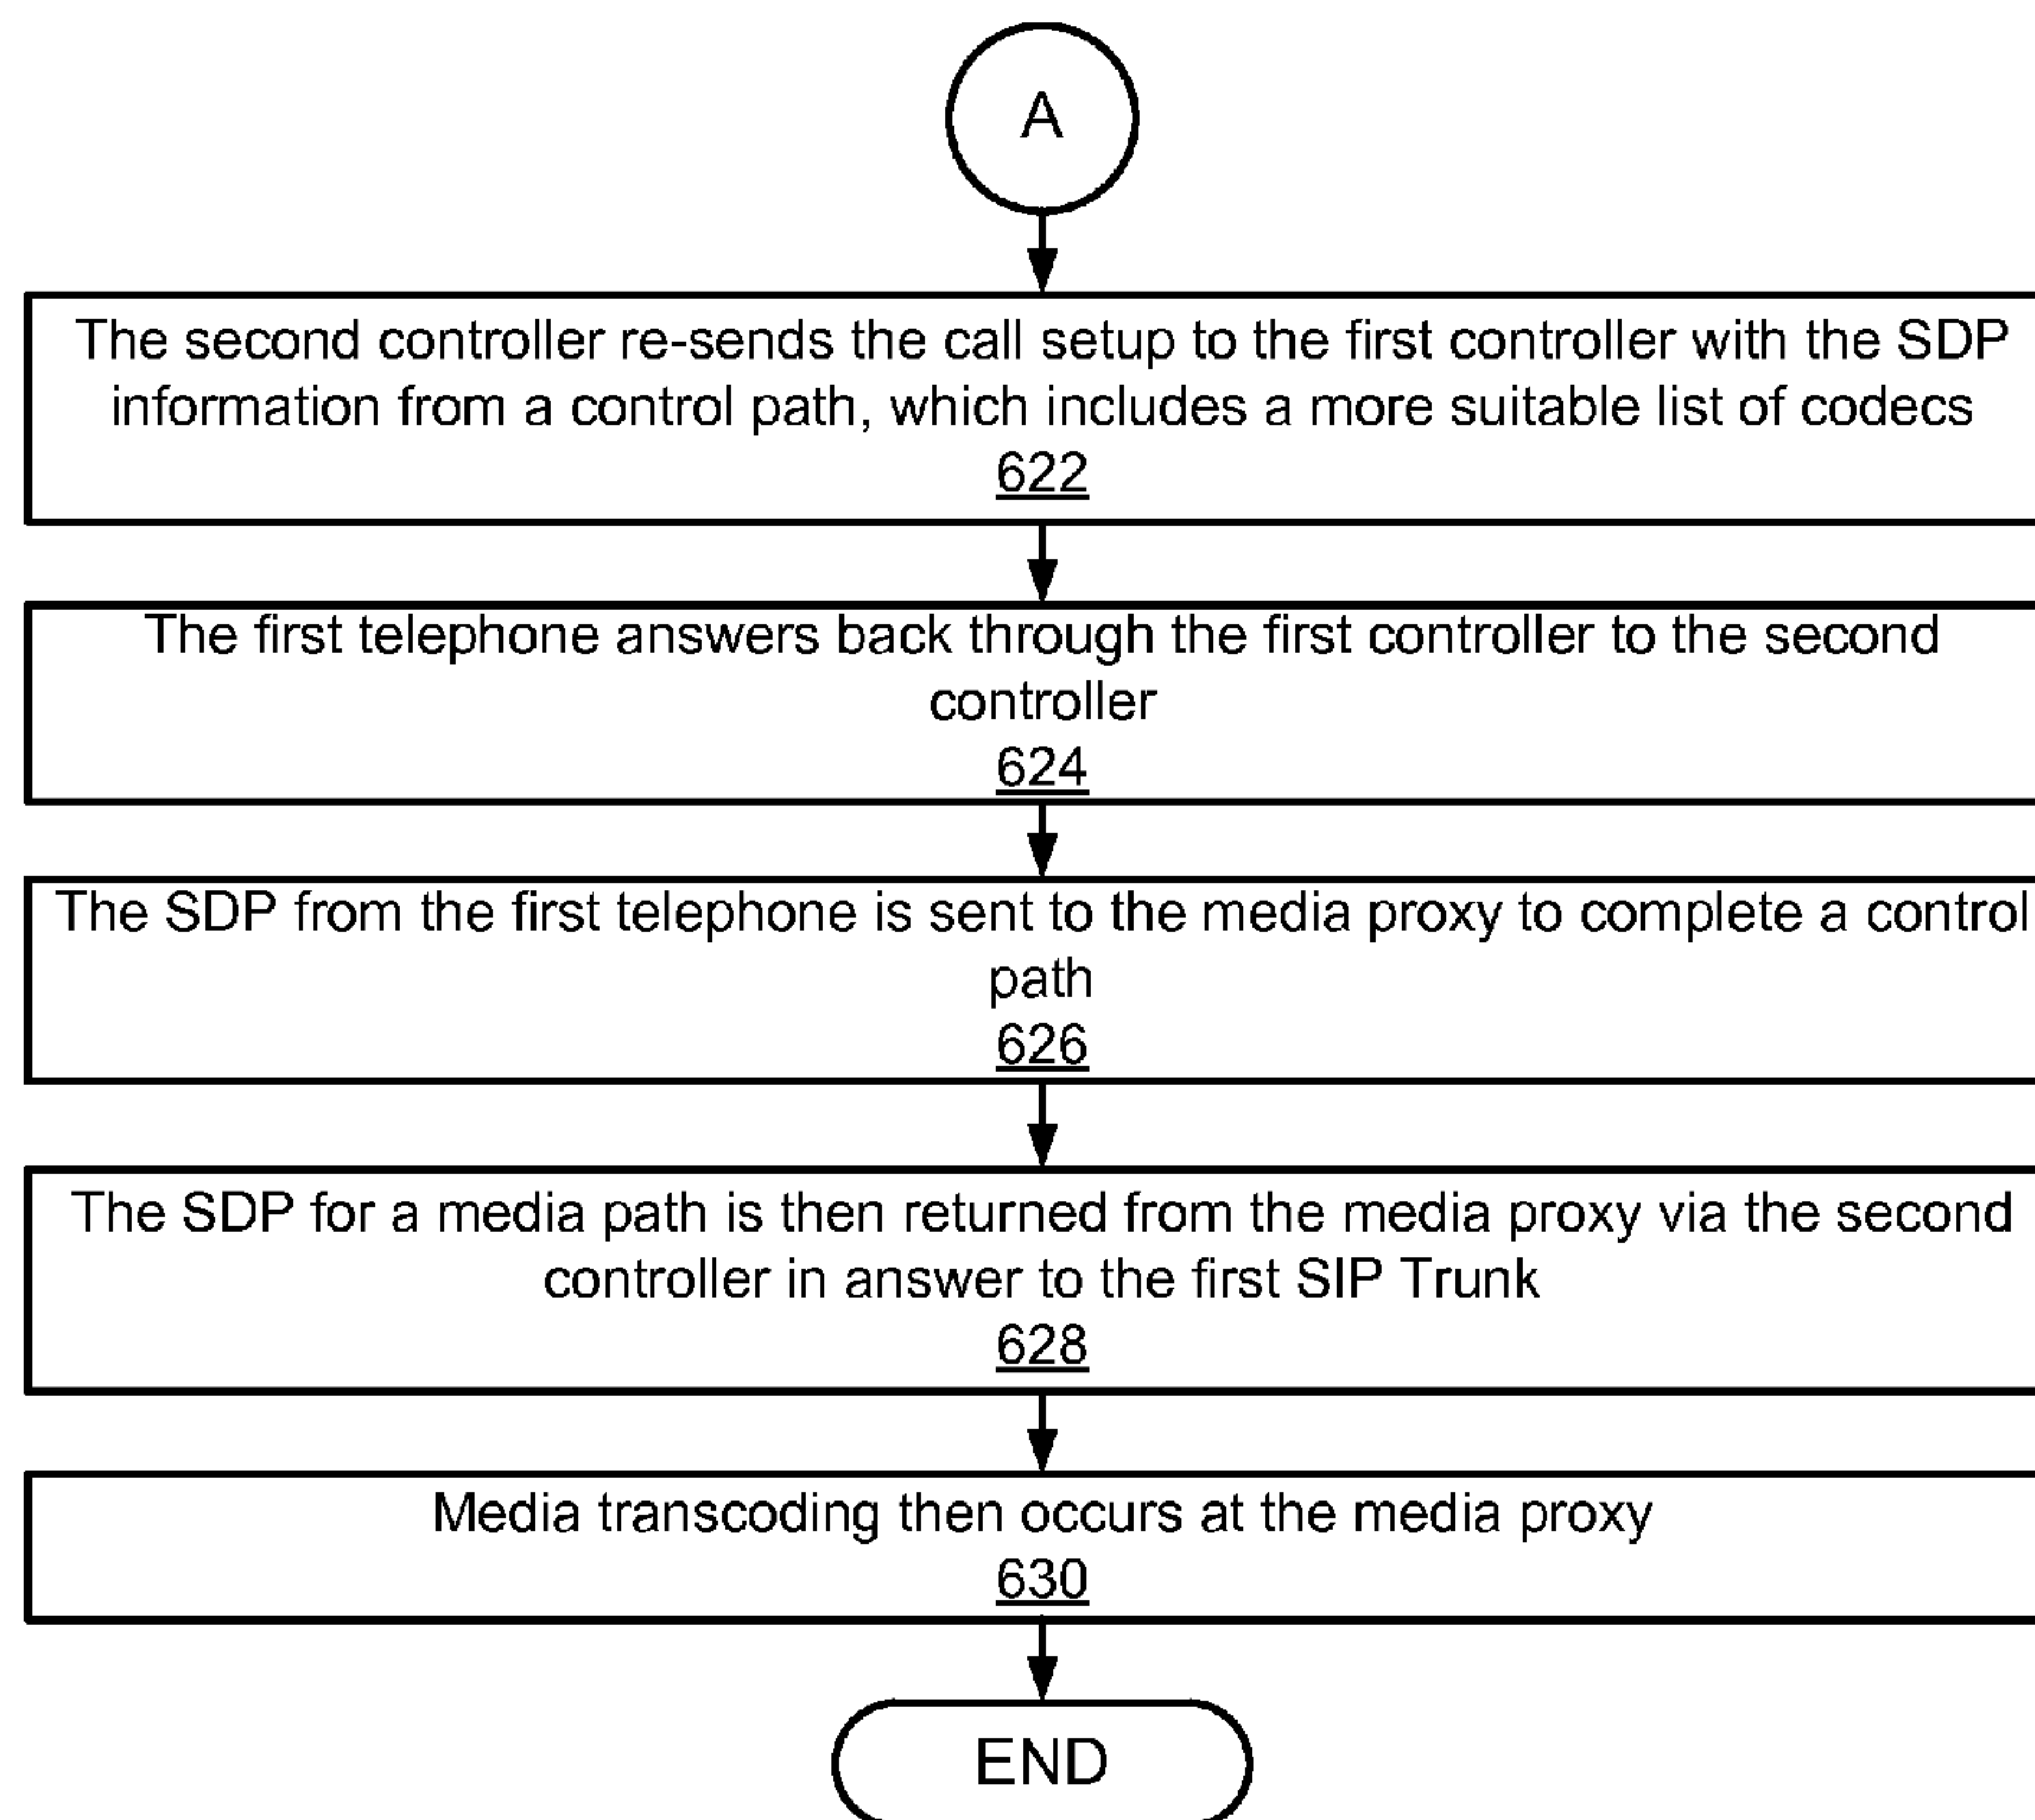 A
The second controller re-sends the call setup to the first controller with the SDP
information from a control path, which includes a more suitable list of codecs
622
The first telephone answers back through the first controller to the second
controller
624
The SDP from the first telephone is sent to the media proxy to complete a control
path
626
The SDP for a media path is then returned from the media proxy via the second
controller in answer to the first SIP Trunk
628
Media transcoding then occurs at the media proxy
630
END